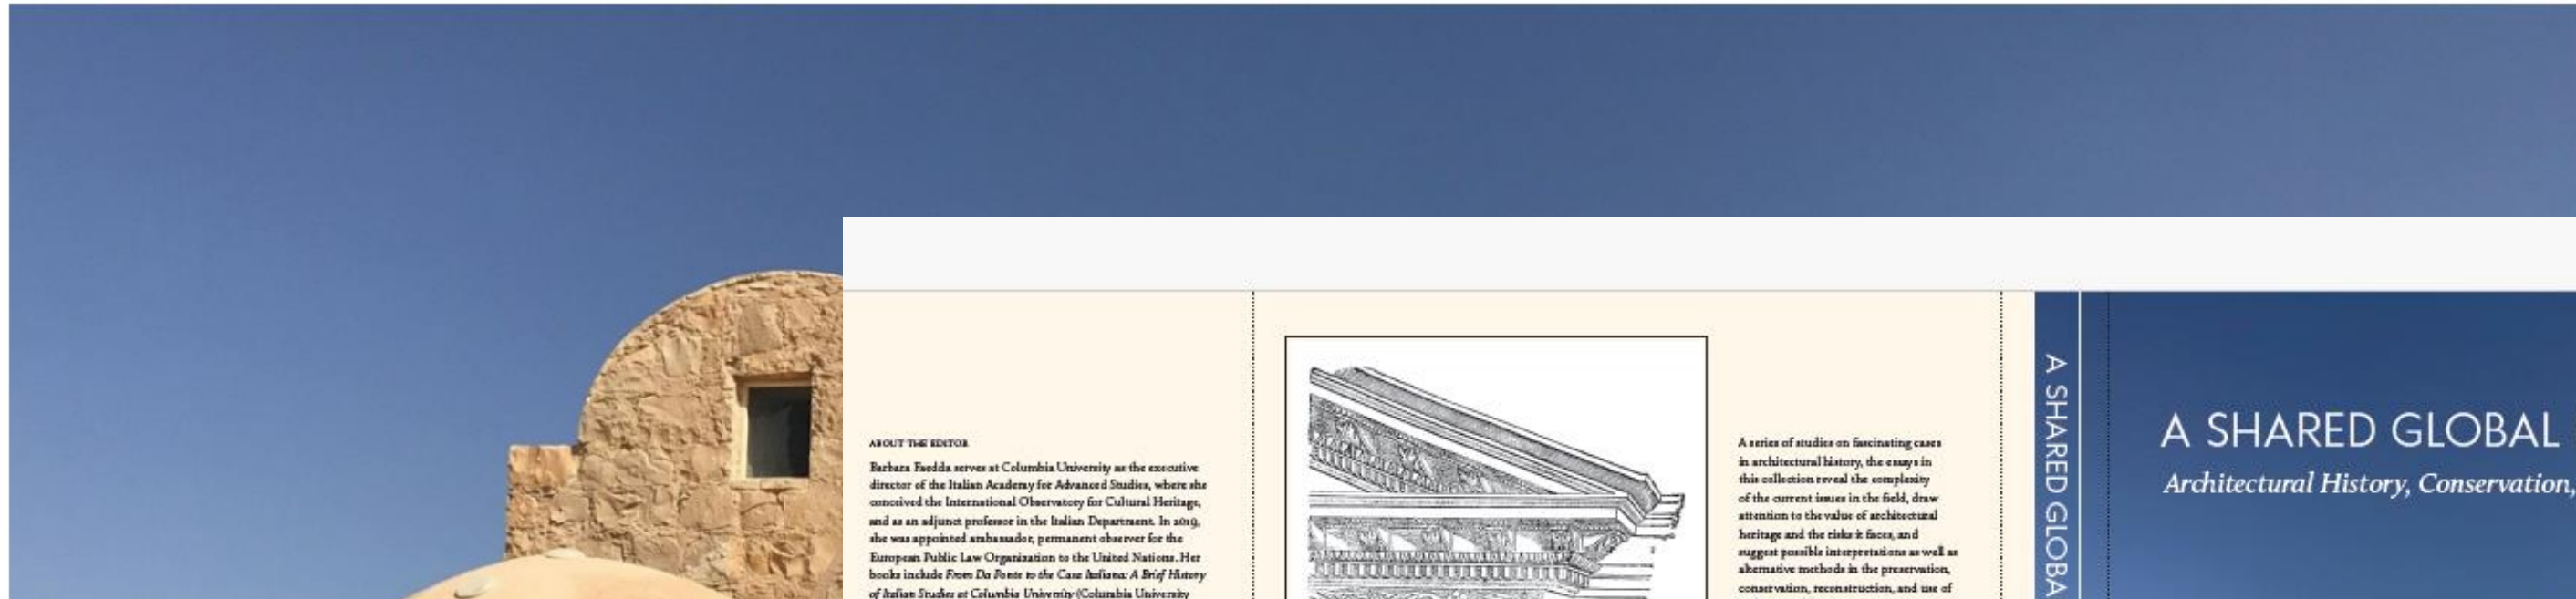 ABOUT THE EDITOR
Barbara Faedda serves at Columbia University as the executive
director of the Italian Academy for Advanced Studies, where she
conceived the International Observatory for Cultural Heritage,
and as an adjunct professor in the Italian Department. In 2019,
she was appointed ambassador, permanent observer for the
European Public Law Organization to the United Nations. Her
books include From Da Ponte to the Casa Italiana: A Brief History
of Italian Studies at Columbia University (Columbia University
A series of studies on fascinating cases
in architectural history, the essays in
this collection reveal the complexity
of the current issues in the field, draw
attention to the value of architectural
heritage and the risks it faces, and
suggest possible interpretations as well as
alternative methods in the preservation,
conservation, reconstruction, and use of
A SHARED GLOBA
A SHARED GLOBAL
Architectural History, Conservation,